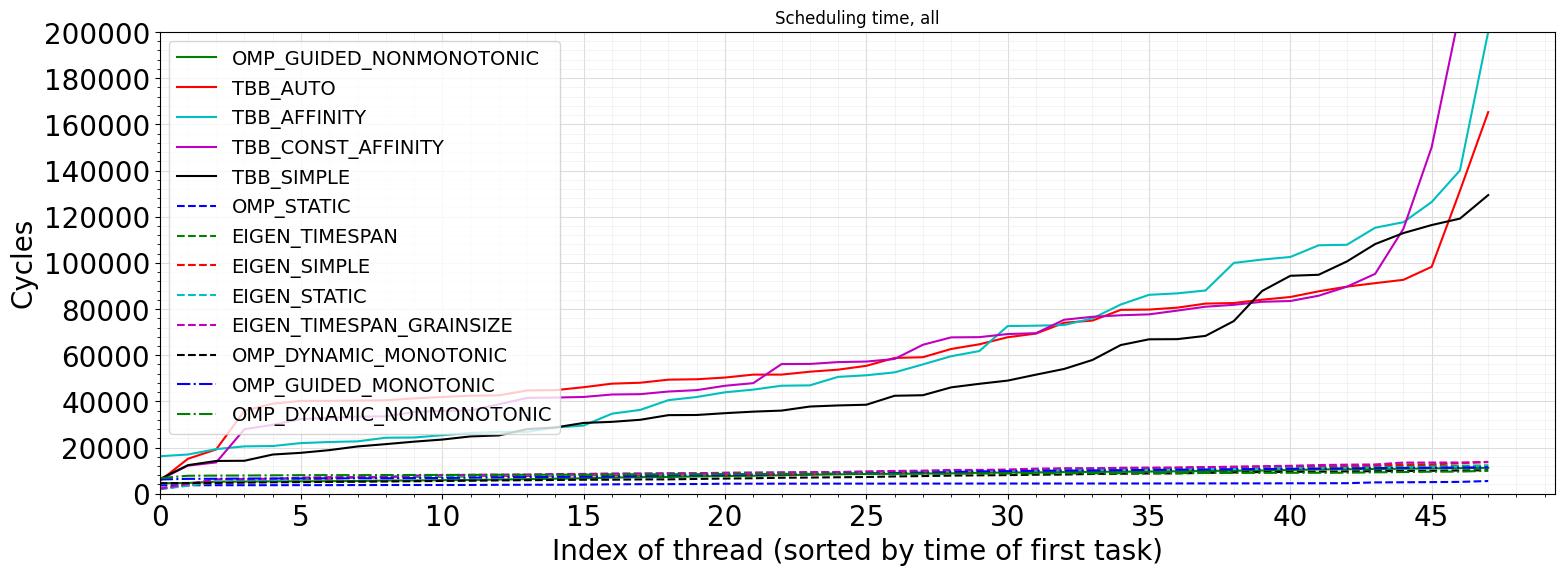 Scheduling time, all
200000
180000
160000
140000
120000
100000
80000
60000
40000
20000
0
Cycles
OMP_GUIDED_NONMONOTONIC
TBB_AUTO
TBB_AFFINITY
TBB_CONST_AFFINITY
TBB_SIMPLE
OMP_STATIC
EIGEN_TIMESPAN
EIGEN_SIMPLE
EIGEN_STATIC
EIGEN_TIMESPAN_GRAINSIZE
OMP_DYNAMIC_MONOTONIC
OMP_GUIDED_MONOTONIC
OMP_DYNAMIC_NONMONOTONIC
0 5 10 15 20 25 30 35 40 45
Index of thread (sorted by time of first task)